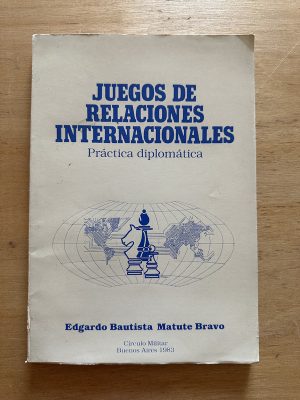 JUEGOS DE
RELACIONES
INTERNACIONALES
Práctica diplomática
Edgardo Bautista Matute Bravo
Círculo Militar
Buenos Aires 1983